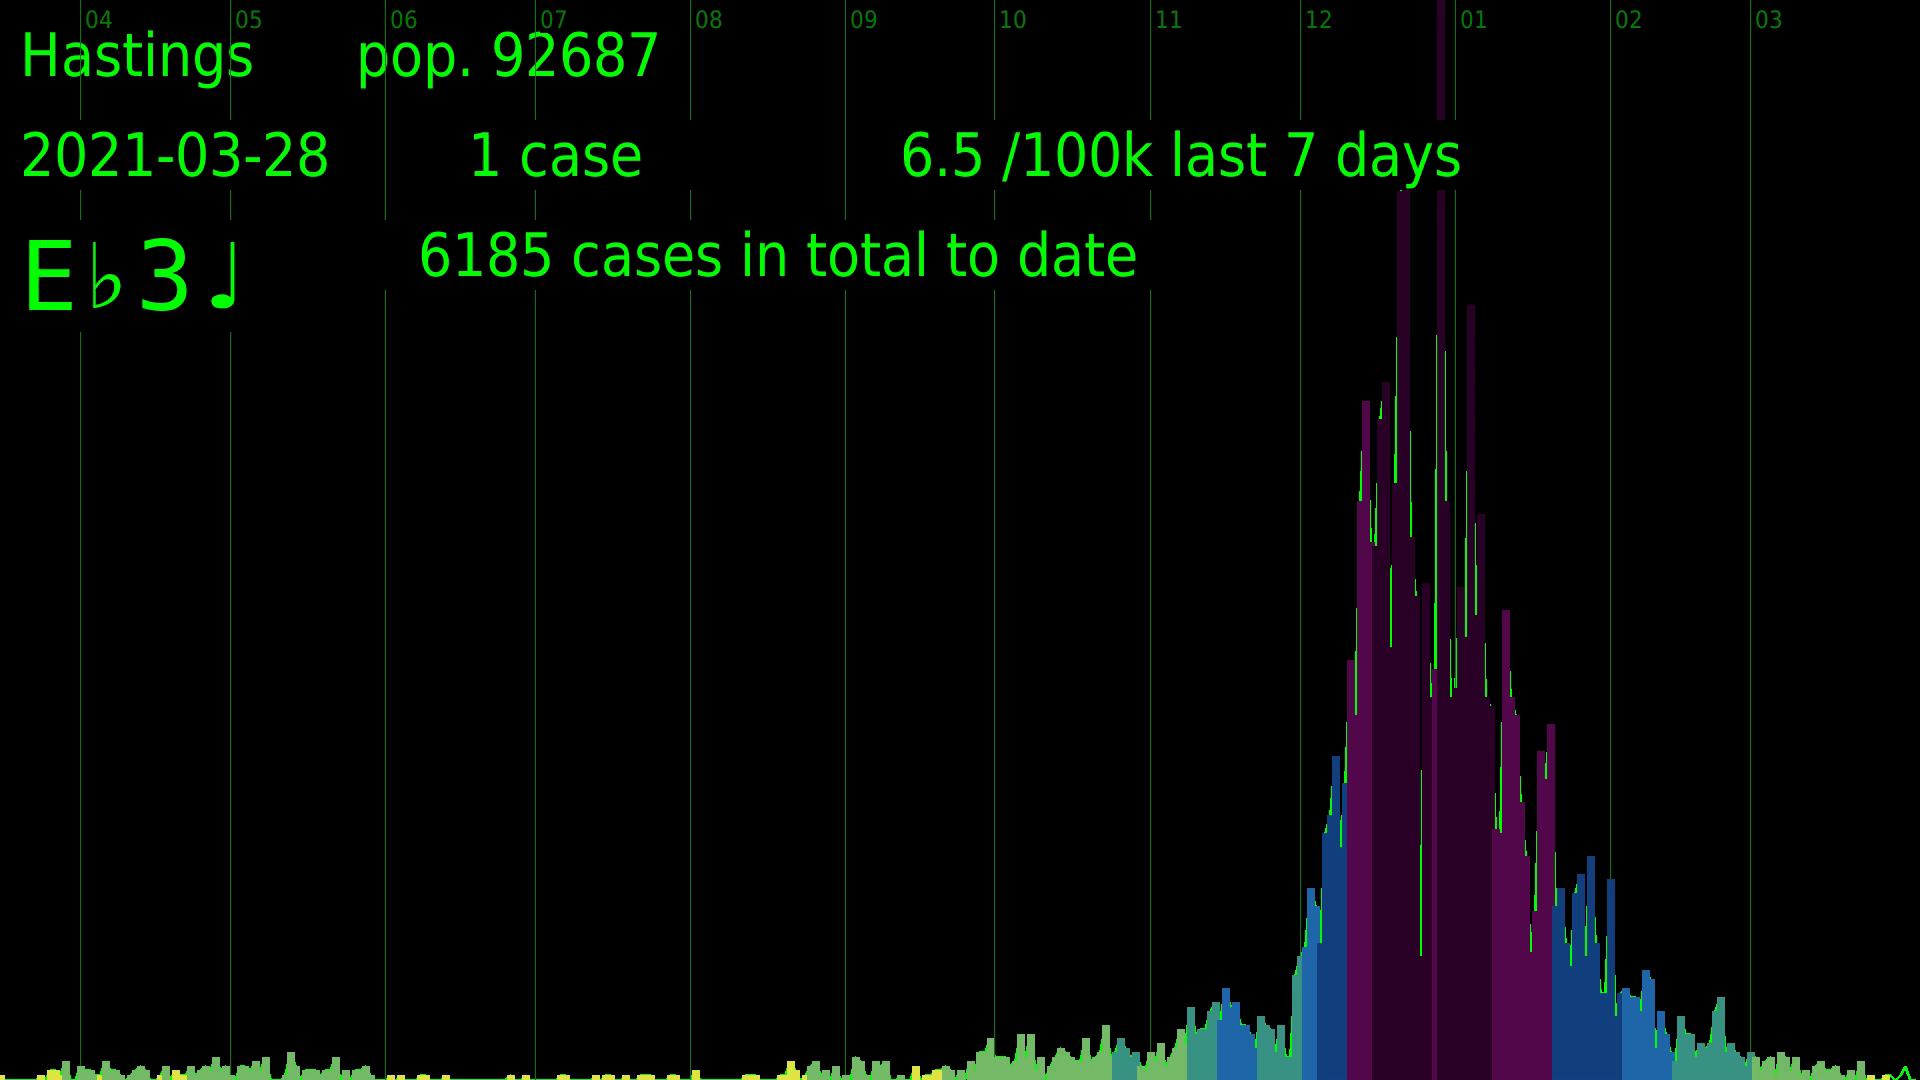 04 05 06 07 08 09 10 11 12 01 02 03
Hastings pop. 92687
2021-03-28 1 case 6.5 /100k last 7 days
6185 cases in total to date
E♭3♩